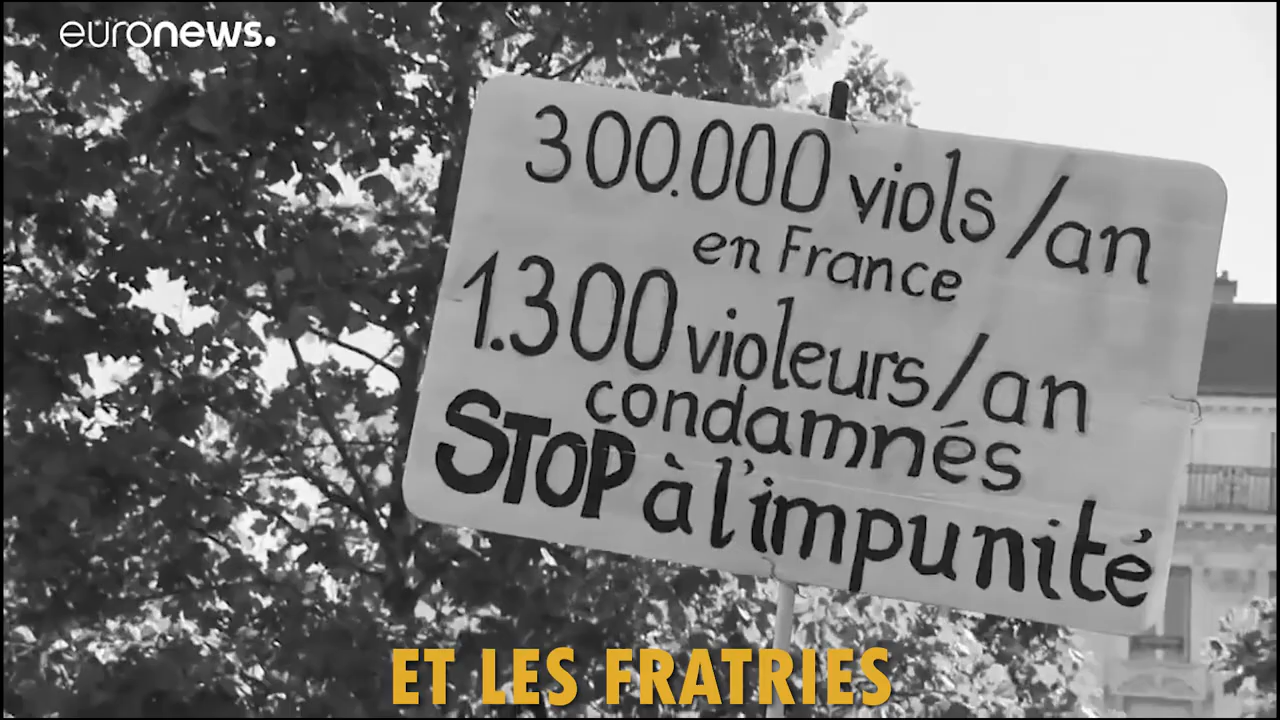 euronews.
300.000 viols/an
en France
1.300 violeurs/an
condamnés
STOP à l'impunité
ET LES FRATRIES